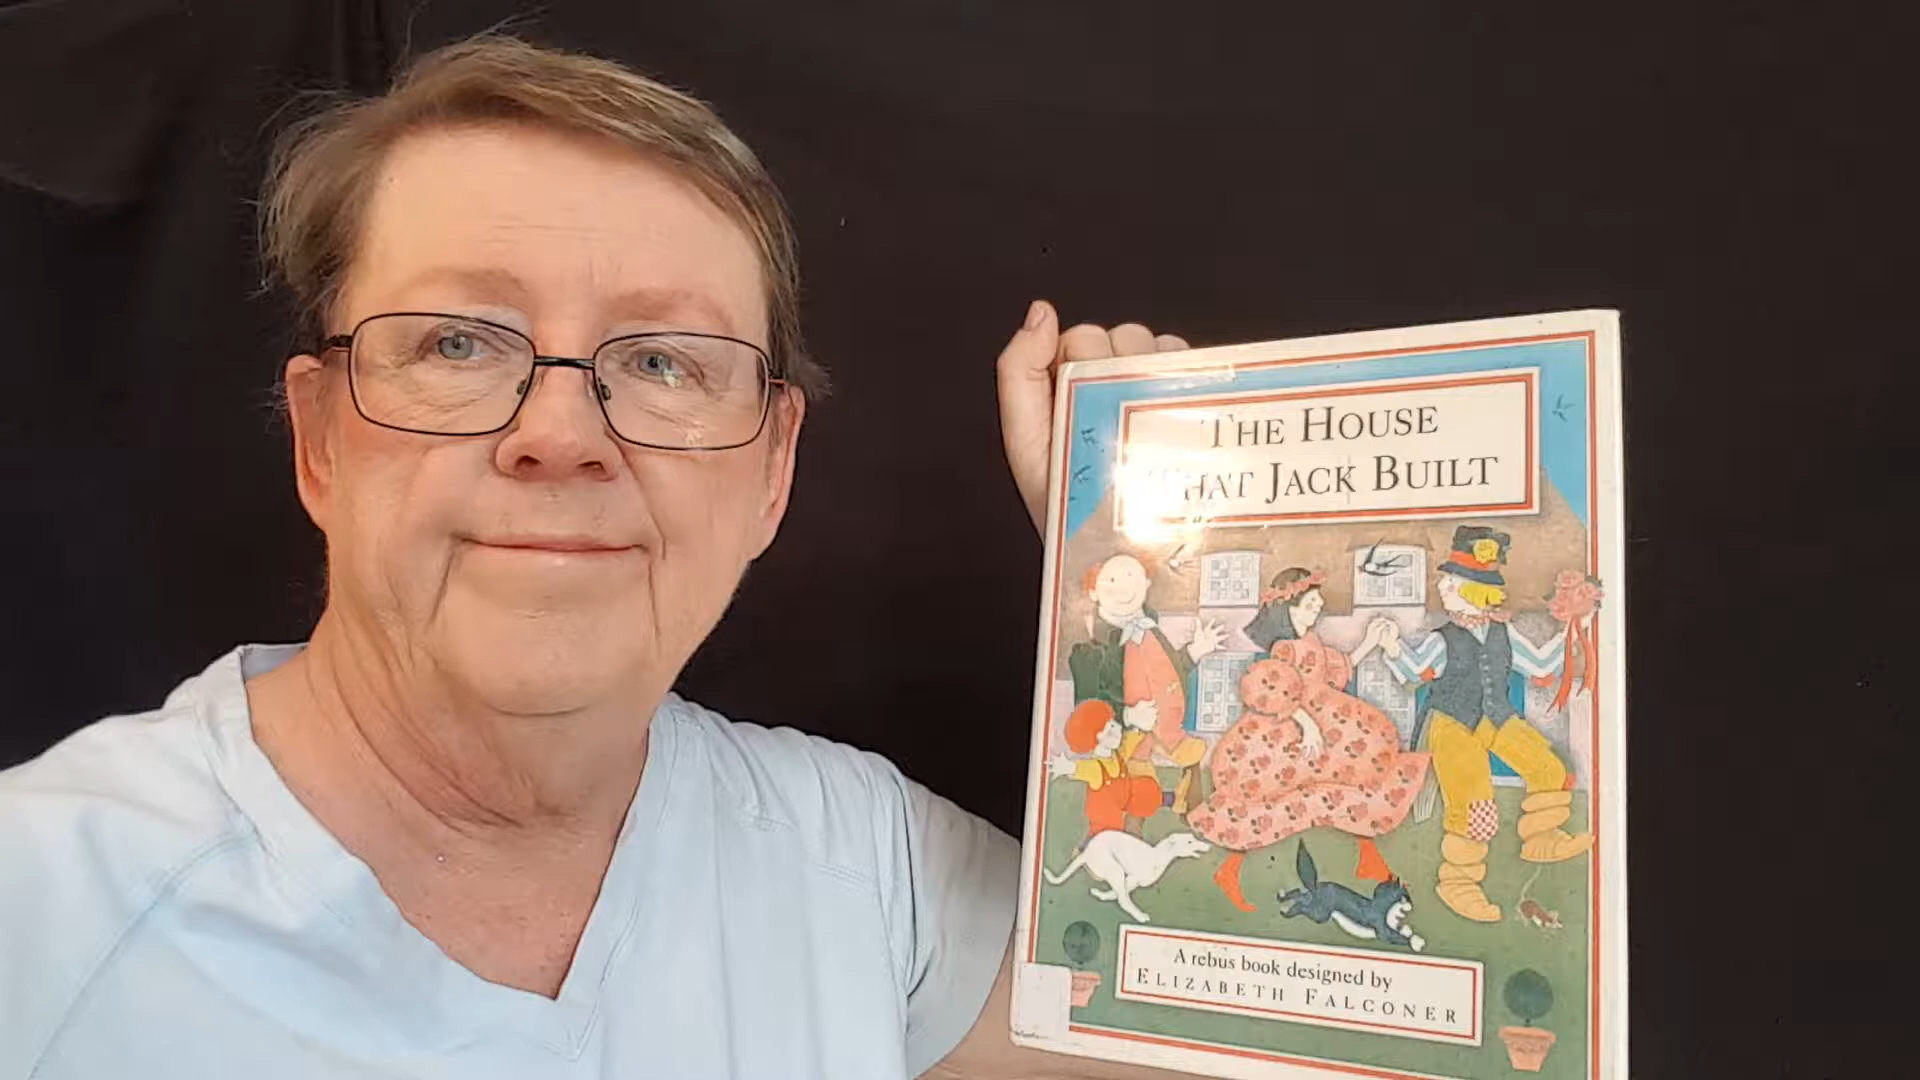 THE HOUSE
THAT JACK BUILT
A rebus book designed by
ELIZABETH FALCONER